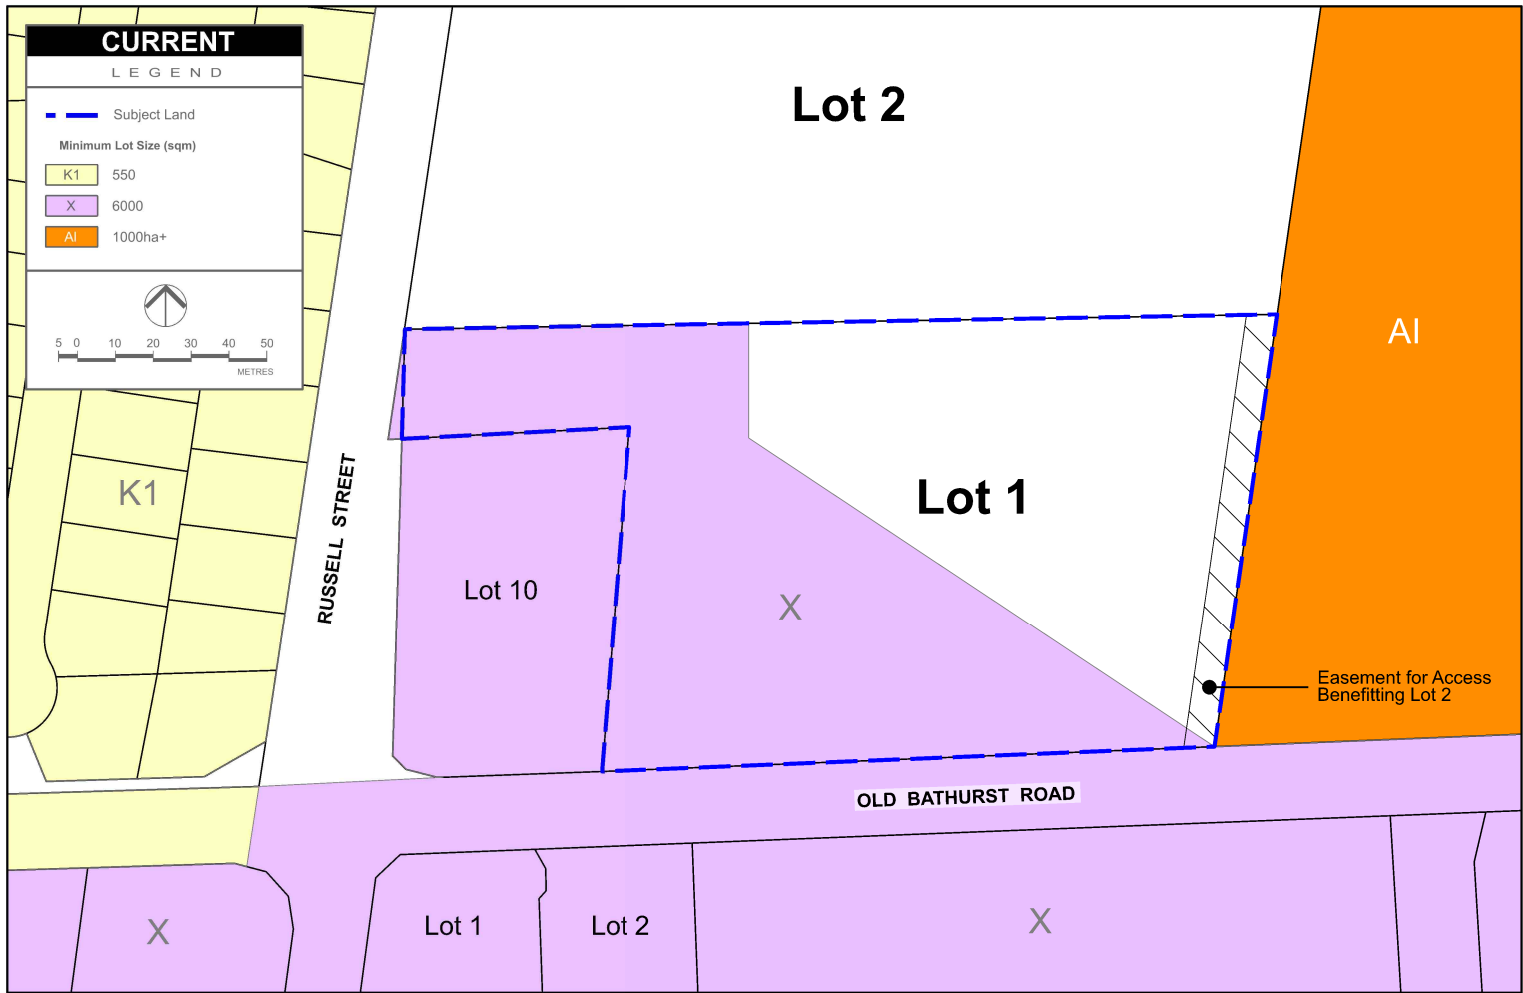 CURRENT
LEGEND
Subject Land
Minimum Lot Size (sqm)
K1 550
X 6000
AI 1000ha+
5 0 10 20 30 40 50
METRES
Lot 2
AI
K1
RUSSELL STREET
Lot 1
Lot 10
X
Easement for Access
Benefitting Lot 2
OLD BATHURST ROAD
X
Lot 1
Lot 2
X